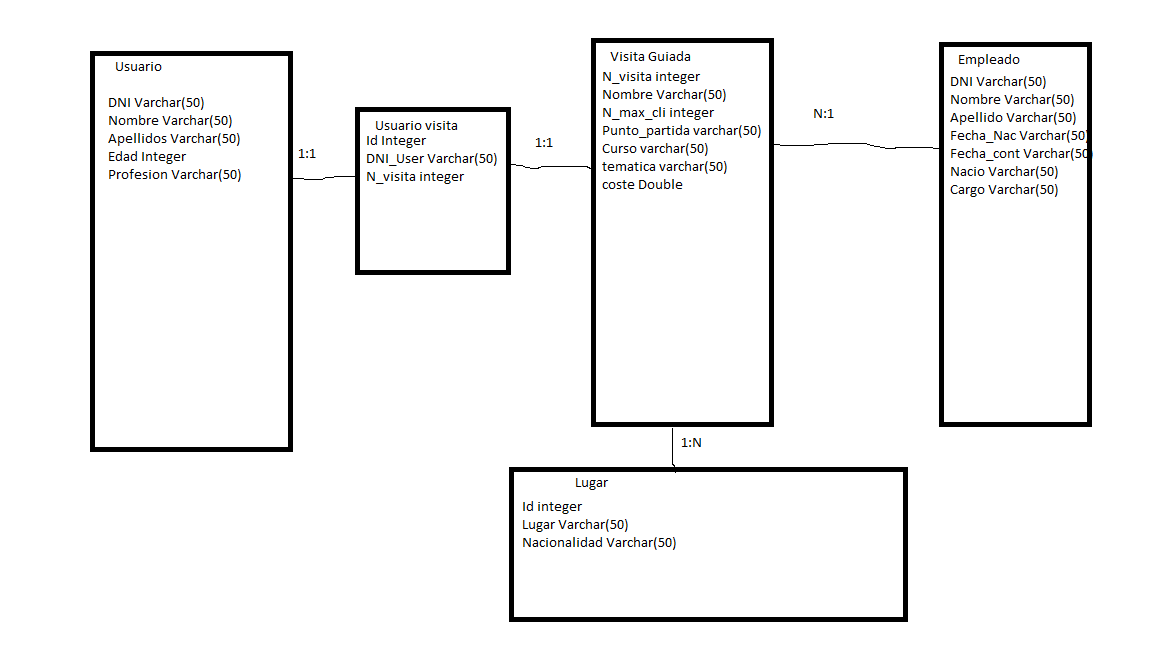 Usuario
DNI Varchar(50)
Nombre Varchar(50)
Apellidos Varchar(50)
Edad Integer
Profesion Varchar(50)
1:1
Usuario visita
Id Integer
DNI_User Varchar(50)
N_visita integer
1:1
Visita Guiada
N_visita integer
Nombre Varchar(50)
N_max_cli integer
Punto_partida varchar(50)
Curso varchar(50)
tematica varchar(50)
coste Double
N:1
Empleado
DNI Varchar(50)
Nombre Varchar(50)
Apellido Varchar(50)
Fecha_Nac Varchar(50)
Fecha_cont Varchar(50)
Nacio Varchar(50)
Cargo Varchar(50)
1:N
Lugar
Id integer
Lugar Varchar(50)
Nacionalidad Varchar(50)